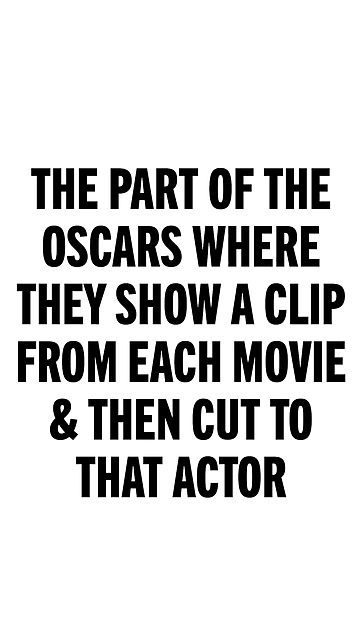 THE PART OF THE
OSCARS WHERE
THEY SHOW A CLIP
FROM EACH MOVIE
& THEN CUT TO
THAT ACTOR